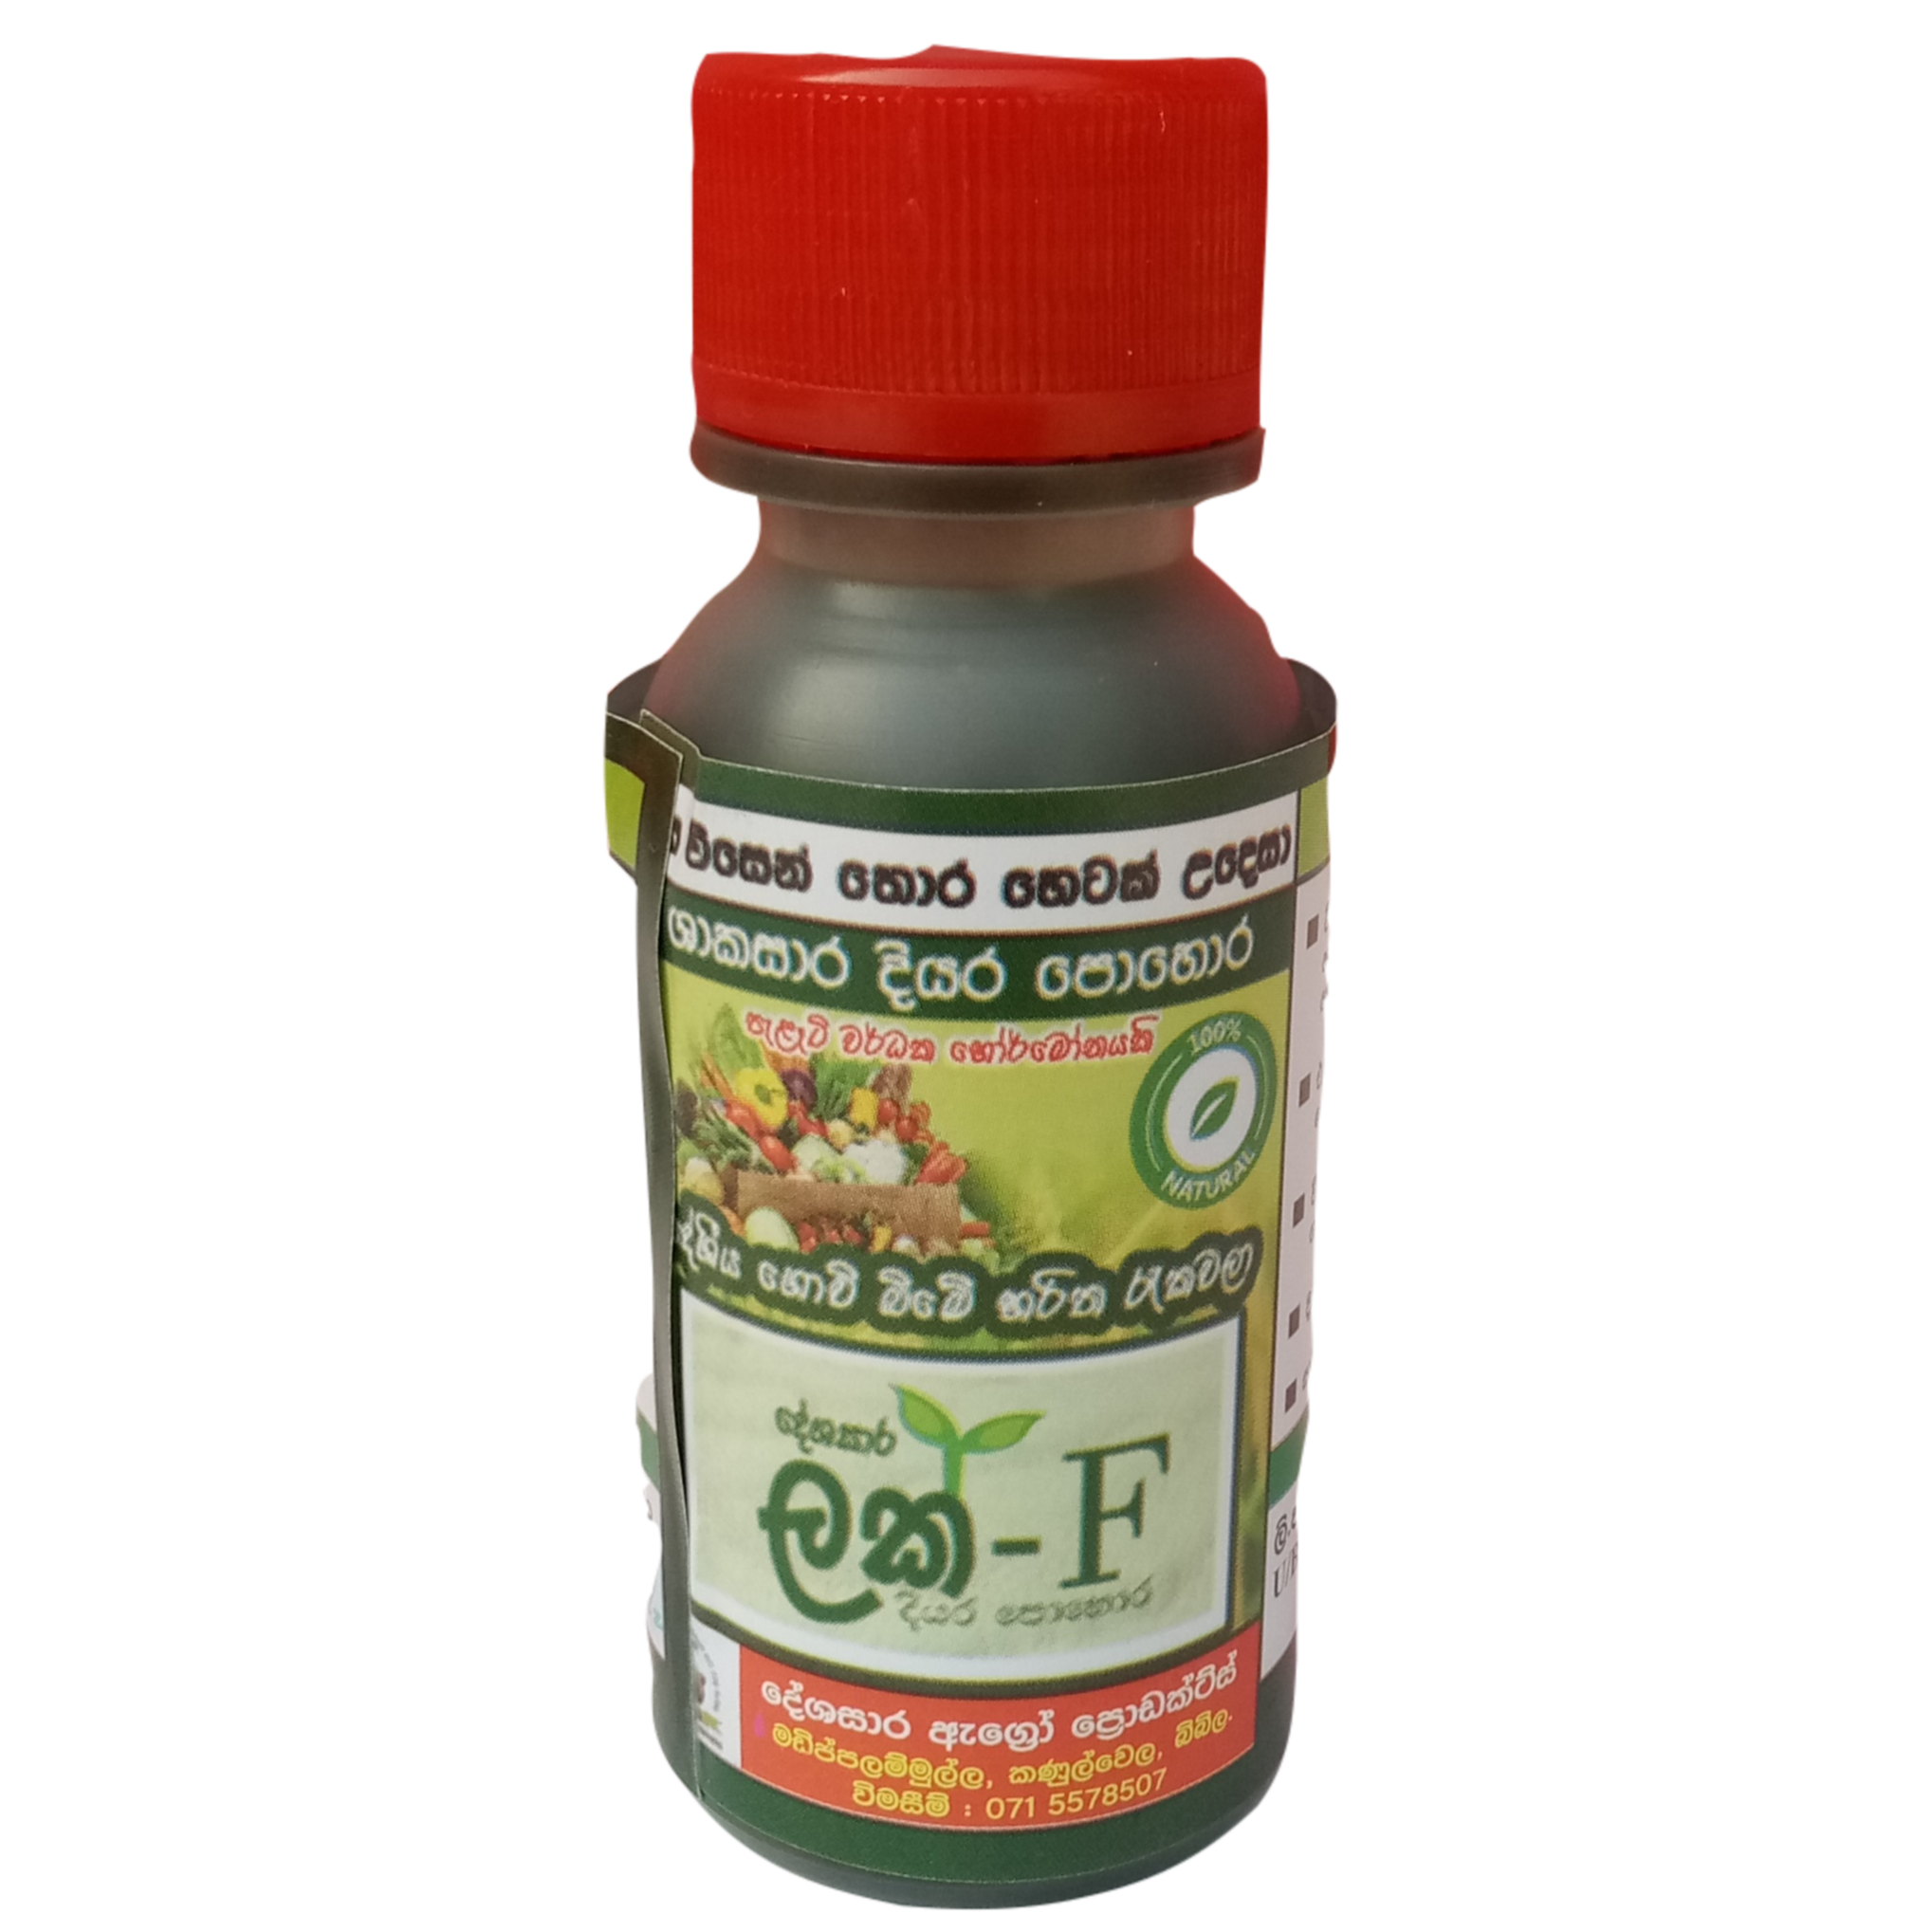 විසෙන් තොර හෙටක් උදෙසා
ශාකසාර දියර පොහොර
පැළෑටි වර්ධක හෝර්මෝනයකි
100%
NATURAL
ගොවි බිමේ හරිත රැකවලා
දේශසාර
ලක් - F
දියර පොහොර
දේශසාර ඇග්‍රෝ ප්‍රොඩක්ට්ස්
මඩිප්පලම්මුල්ල, කණුල්වෙල, බිබිල.
විමසීම් : 071 5578507